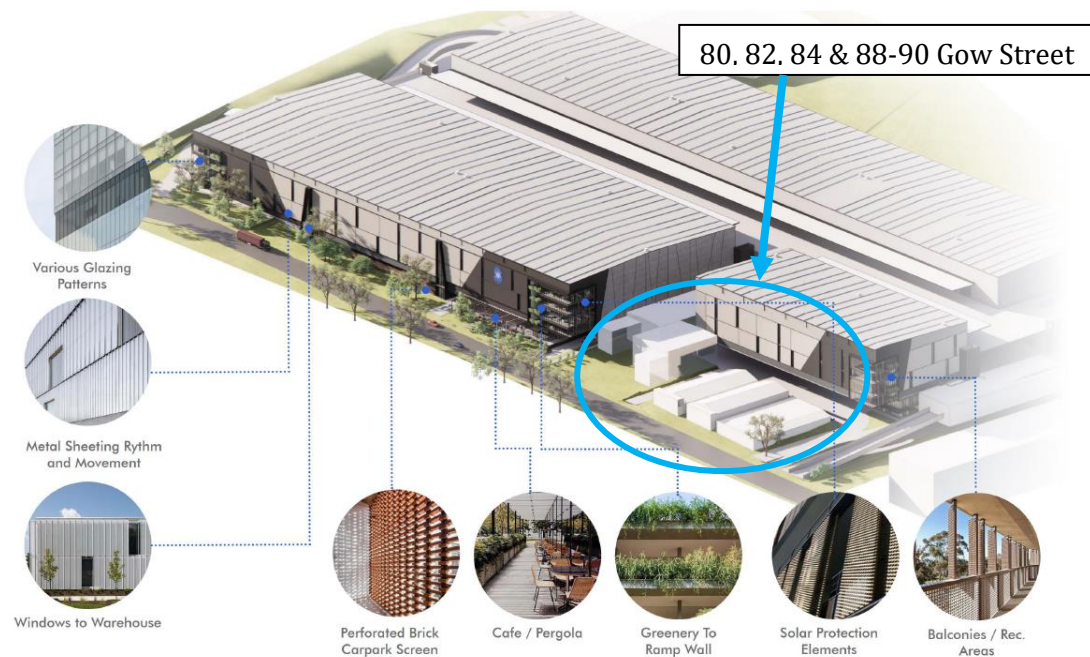 80, 82, 84 & 88-90 Gow Street
Various Glazing
Patterns
Metal Sheeting Rythm
and Movement
Windows to Warehouse
Perforated Brick
Carpark Screen
Cafe / Pergola
Greenery To
Ramp Wall
Solar Protection
Elements
Balconies / Rec.
Areas